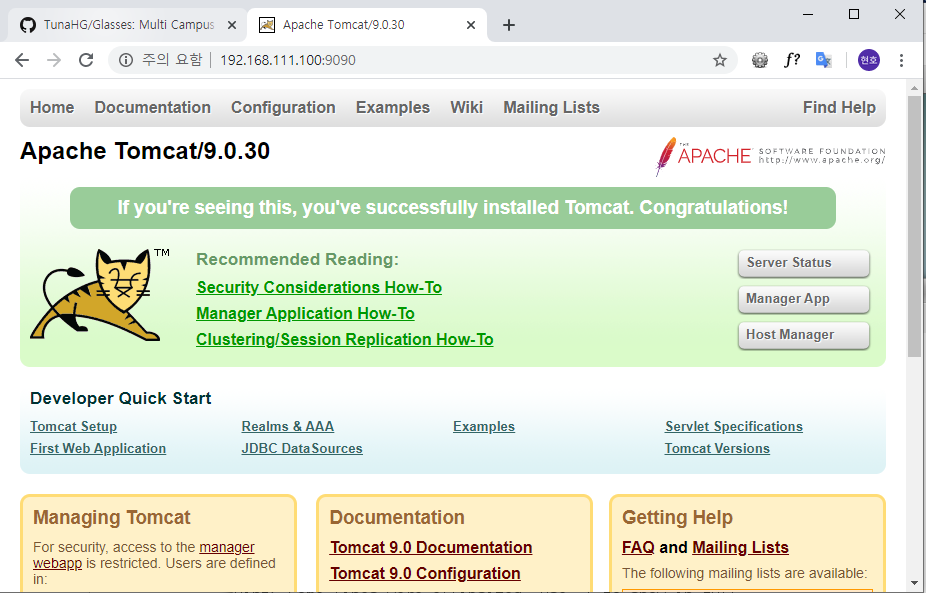 TunaHG/Glasses: Multi Campus
Apache Tomcat/9.0.30
주의 요함 192.168.111.100:9090
f?
현호
Home Documentation Configuration Examples Wiki Mailing Lists Find Help
Apache Tomcat/9.0.30
THE APACHE SOFTWARE FOUNDATION
http://www.apache.org/
If you're seeing this, you've successfully installed Tomcat. Congratulations!
TM
Recommended Reading:
Security Considerations How-To
Manager Application How-To
Clustering/Session Replication How-To
Server Status
Manager App
Host Manager
Developer Quick Start
Tomcat Setup
First Web Application
Realms & AAA
JDBC DataSources
Examples
Servlet Specifications
Tomcat Versions
Managing Tomcat
For security, access to the manager
webapp is restricted. Users are defined
in:
Documentation
Tomcat 9.0 Documentation
Tomcat 9.0 Configuration
Getting Help
FAQ and Mailing Lists
The following mailing lists are available: